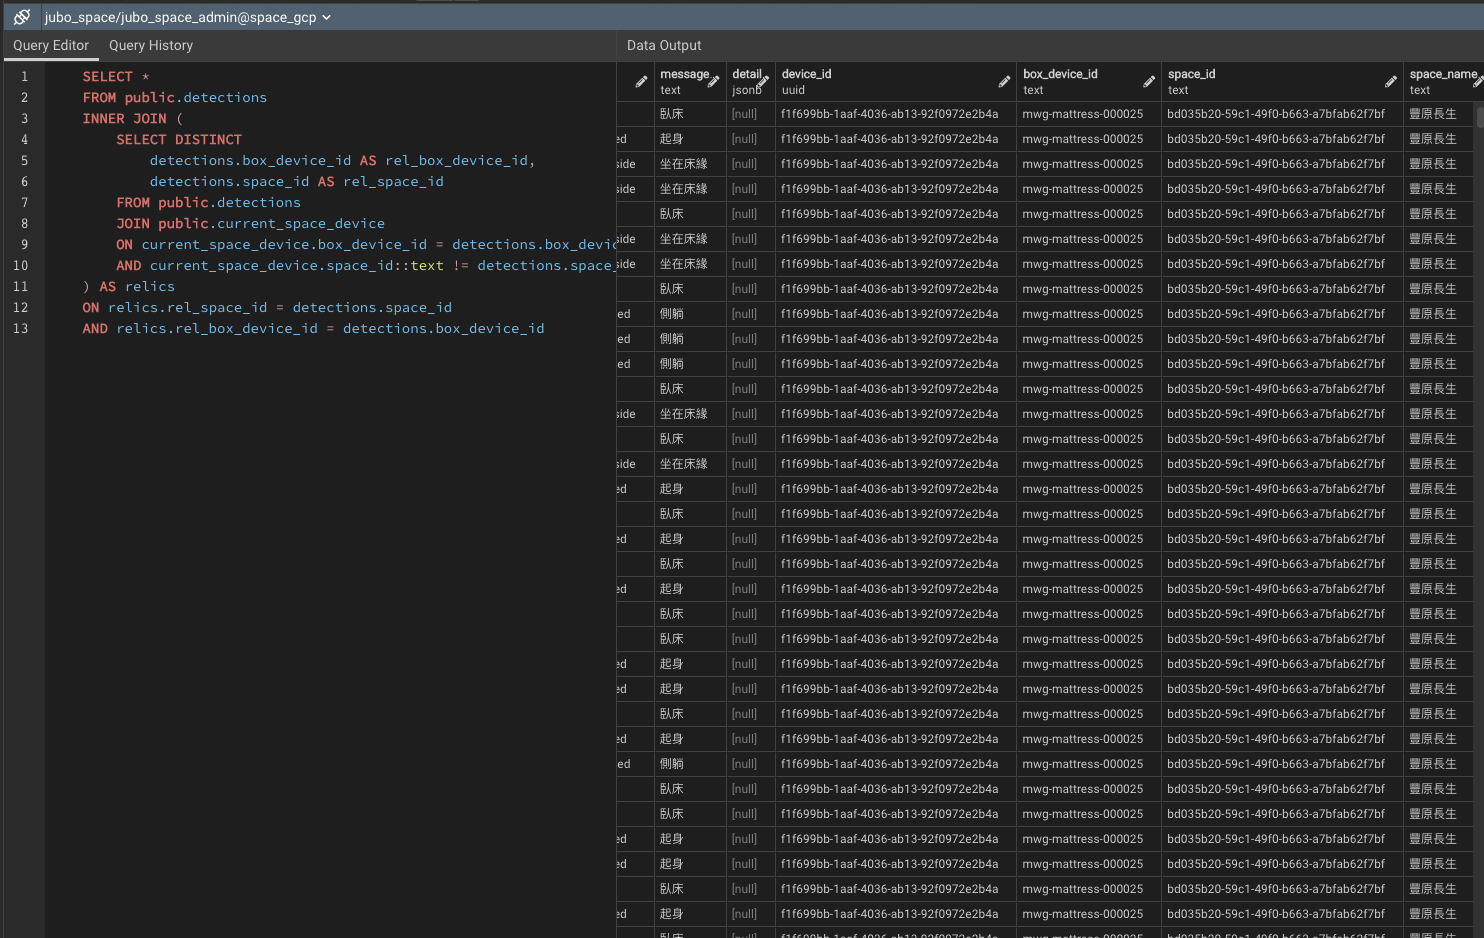 jubo_space/jubo_space_admin@space_gcp
Query Editor Query History
1 SELECT *
2 FROM public.detections
3 INNER JOIN (
4 SELECT DISTINCT
5 detections.box_device_id AS rel_box_device_id,
6 detections.space_id AS rel_space_id
7 FROM public.detections
8 JOIN public.current_space_device
9 ON current_space_device.box_device_id = detections.box_devic
10 AND current_space_device.space_id::text != detections.space_
11 ) AS relics
12 ON relics.rel_space_id = detections.space_id
13 AND relics.rel_box_device_id = detections.box_device_id
Data Output
message detail device_id box_device_id space_id space_name
text jsonb uuid text text text
臥床 [null] f1f699bb-1aaf-4036-ab13-92f0972e2b4a mwg-mattress-000025 bd035b20-59c1-49f0-b663-a7bfab62f7bf 豐原長生
ed 起身 [null] f1f699bb-1aaf-4036-ab13-92f0972e2b4a mwg-mattress-000025 bd035b20-59c1-49f0-b663-a7bfab62f7bf 豐原長生
side 坐在床緣 [null] f1f699bb-1aaf-4036-ab13-92f0972e2b4a mwg-mattress-000025 bd035b20-59c1-49f0-b663-a7bfab62f7bf 豐原長生
side 坐在床緣 [null] f1f699bb-1aaf-4036-ab13-92f0972e2b4a mwg-mattress-000025 bd035b20-59c1-49f0-b663-a7bfab62f7bf 豐原長生
臥床 [null] f1f699bb-1aaf-4036-ab13-92f0972e2b4a mwg-mattress-000025 bd035b20-59c1-49f0-b663-a7bfab62f7bf 豐原長生
side 坐在床緣 [null] f1f699bb-1aaf-4036-ab13-92f0972e2b4a mwg-mattress-000025 bd035b20-59c1-49f0-b663-a7bfab62f7bf 豐原長生
side 坐在床緣 [null] f1f699bb-1aaf-4036-ab13-92f0972e2b4a mwg-mattress-000025 bd035b20-59c1-49f0-b663-a7bfab62f7bf 豐原長生
臥床 [null] f1f699bb-1aaf-4036-ab13-92f0972e2b4a mwg-mattress-000025 bd035b20-59c1-49f0-b663-a7bfab62f7bf 豐原長生
ed 側躺 [null] f1f699bb-1aaf-4036-ab13-92f0972e2b4a mwg-mattress-000025 bd035b20-59c1-49f0-b663-a7bfab62f7bf 豐原長生
ed 側躺 [null] f1f699bb-1aaf-4036-ab13-92f0972e2b4a mwg-mattress-000025 bd035b20-59c1-49f0-b663-a7bfab62f7bf 豐原長生
ed 側躺 [null] f1f699bb-1aaf-4036-ab13-92f0972e2b4a mwg-mattress-000025 bd035b20-59c1-49f0-b663-a7bfab62f7bf 豐原長生
臥床 [null] f1f699bb-1aaf-4036-ab13-92f0972e2b4a mwg-mattress-000025 bd035b20-59c1-49f0-b663-a7bfab62f7bf 豐原長生
side 坐在床緣 [null] f1f699bb-1aaf-4036-ab13-92f0972e2b4a mwg-mattress-000025 bd035b20-59c1-49f0-b663-a7bfab62f7bf 豐原長生
臥床 [null] f1f699bb-1aaf-4036-ab13-92f0972e2b4a mwg-mattress-000025 bd035b20-59c1-49f0-b663-a7bfab62f7bf 豐原長生
side 坐在床緣 [null] f1f699bb-1aaf-4036-ab13-92f0972e2b4a mwg-mattress-000025 bd035b20-59c1-49f0-b663-a7bfab62f7bf 豐原長生
ed 起身 [null] f1f699bb-1aaf-4036-ab13-92f0972e2b4a mwg-mattress-000025 bd035b20-59c1-49f0-b663-a7bfab62f7bf 豐原長生
臥床 [null] f1f699bb-1aaf-4036-ab13-92f0972e2b4a mwg-mattress-000025 bd035b20-59c1-49f0-b663-a7bfab62f7bf 豐原長生
ed 起身 [null] f1f699bb-1aaf-4036-ab13-92f0972e2b4a mwg-mattress-000025 bd035b20-59c1-49f0-b663-a7bfab62f7bf 豐原長生
臥床 [null] f1f699bb-1aaf-4036-ab13-92f0972e2b4a mwg-mattress-000025 bd035b20-59c1-49f0-b663-a7bfab62f7bf 豐原長生
ed 起身 [null] f1f699bb-1aaf-4036-ab13-92f0972e2b4a mwg-mattress-000025 bd035b20-59c1-49f0-b663-a7bfab62f7bf 豐原長生
臥床 [null] f1f699bb-1aaf-4036-ab13-92f0972e2b4a mwg-mattress-000025 bd035b20-59c1-49f0-b663-a7bfab62f7bf 豐原長生
臥床 [null] f1f699bb-1aaf-4036-ab13-92f0972e2b4a mwg-mattress-000025 bd035b20-59c1-49f0-b663-a7bfab62f7bf 豐原長生
ed 起身 [null] f1f699bb-1aaf-4036-ab13-92f0972e2b4a mwg-mattress-000025 bd035b20-59c1-49f0-b663-a7bfab62f7bf 豐原長生
ed 起身 [null] f1f699bb-1aaf-4036-ab13-92f0972e2b4a mwg-mattress-000025 bd035b20-59c1-49f0-b663-a7bfab62f7bf 豐原長生
臥床 [null] f1f699bb-1aaf-4036-ab13-92f0972e2b4a mwg-mattress-000025 bd035b20-59c1-49f0-b663-a7bfab62f7bf 豐原長生
ed 起身 [null] f1f699bb-1aaf-4036-ab13-92f0972e2b4a mwg-mattress-000025 bd035b20-59c1-49f0-b663-a7bfab62f7bf 豐原長生
ed 側躺 [null] f1f699bb-1aaf-4036-ab13-92f0972e2b4a mwg-mattress-000025 bd035b20-59c1-49f0-b663-a7bfab62f7bf 豐原長生
臥床 [null] f1f699bb-1aaf-4036-ab13-92f0972e2b4a mwg-mattress-000025 bd035b20-59c1-49f0-b663-a7bfab62f7bf 豐原長生
臥床 [null] f1f699bb-1aaf-4036-ab13-92f0972e2b4a mwg-mattress-000025 bd035b20-59c1-49f0-b663-a7bfab62f7bf 豐原長生
ed 起身 [null] f1f699bb-1aaf-4036-ab13-92f0972e2b4a mwg-mattress-000025 bd035b20-59c1-49f0-b663-a7bfab62f7bf 豐原長生
ed 起身 [null] f1f699bb-1aaf-4036-ab13-92f0972e2b4a mwg-mattress-000025 bd035b20-59c1-49f0-b663-a7bfab62f7bf 豐原長生
臥床 [null] f1f699bb-1aaf-4036-ab13-92f0972e2b4a mwg-mattress-000025 bd035b20-59c1-49f0-b663-a7bfab62f7bf 豐原長生
ed 起身 [null] f1f699bb-1aaf-4036-ab13-92f0972e2b4a mwg-mattress-000025 bd035b20-59c1-49f0-b663-a7bfab62f7bf 豐原長生